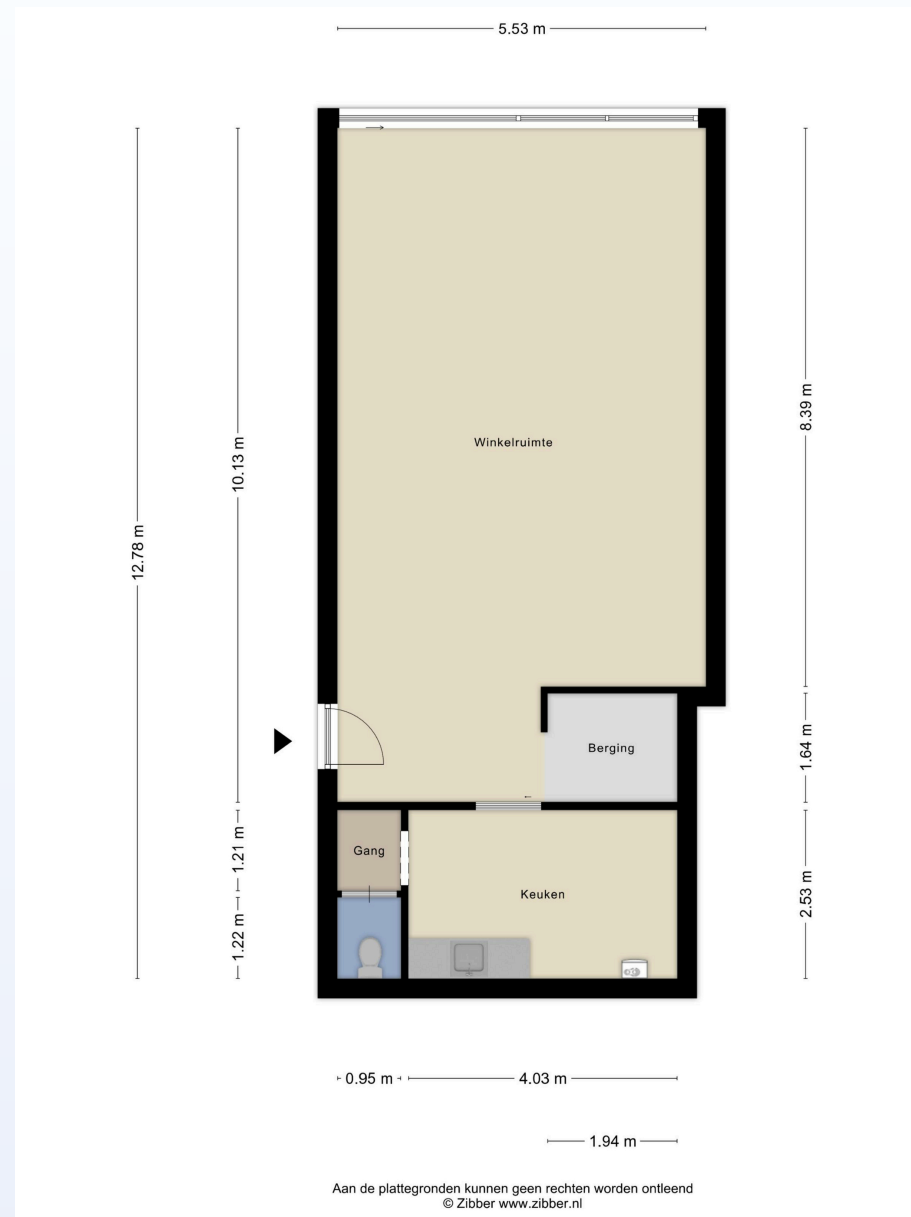 5.53 m
Winkelruimte
8.39 m
10.13 m
12.78 m
Berging
1.64 m
Gang
1.21 m
Keuken
2.53 m
1.22 m
0.95 m
4.03 m
1.94 m
Aan de plattegronden kunnen geen rechten worden ontleend
© Zibber www.zibber.nl